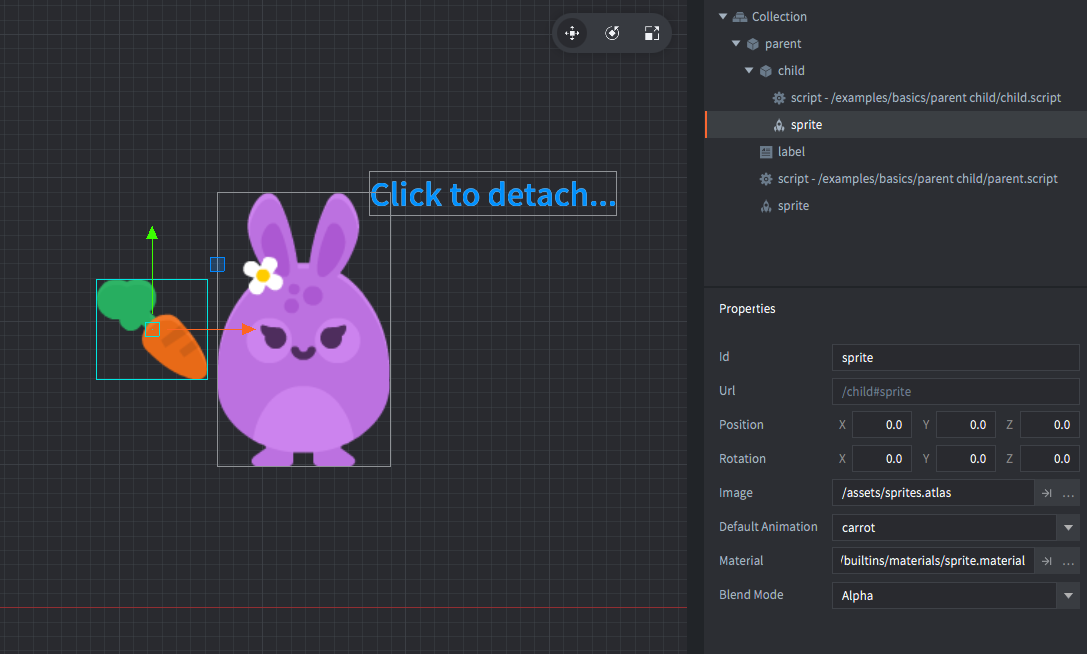 Collection
parent
child
script - /examples/basics/parent child/child.script
sprite
label
script - /examples/basics/parent child/parent.script
sprite
Click to detach...
Properties
Id sprite
Url /child#sprite
Position X 0.0 Y 0.0 Z 0.0
Rotation X 0.0 Y 0.0 Z 0.0
Image /assets/sprites.atlas ...
Default Animation carrot
Material /builtins/materials/sprite.material ...
Blend Mode Alpha